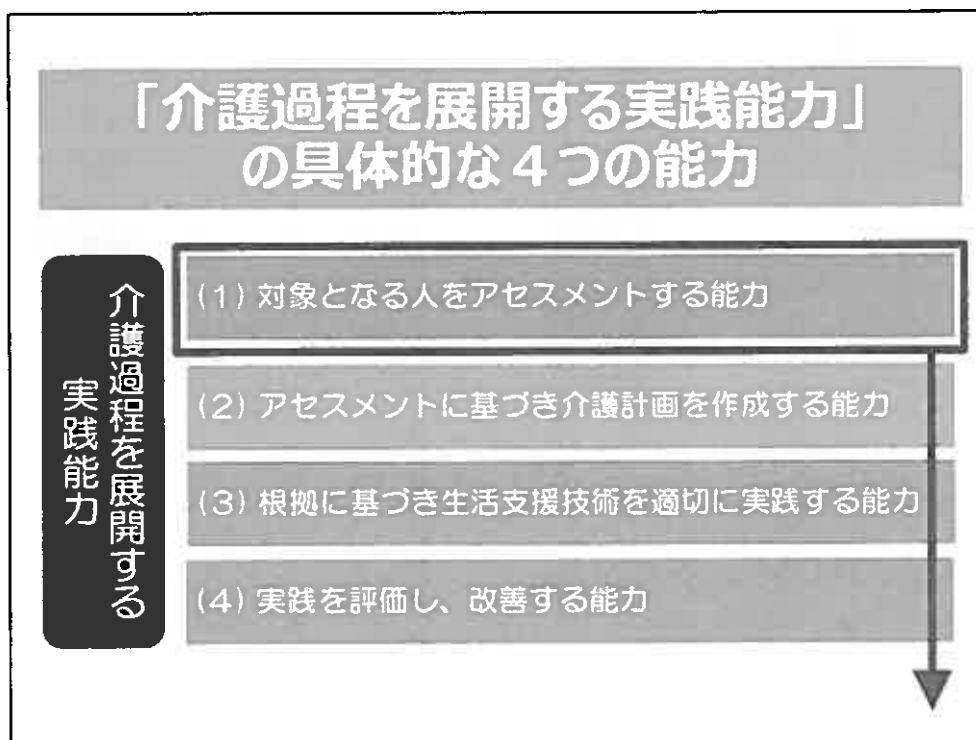 「介護過程を展開する実践能力」
の具体的な4つの能力
介護過程を展開する
実践能力
(1) 対象となる人をアセスメントする能力
(2) アセスメントに基づき介護計画を作成する能力
(3) 根拠に基づき生活支援技術を適切に実践する能力
(4) 実践を評価し、改善する能力